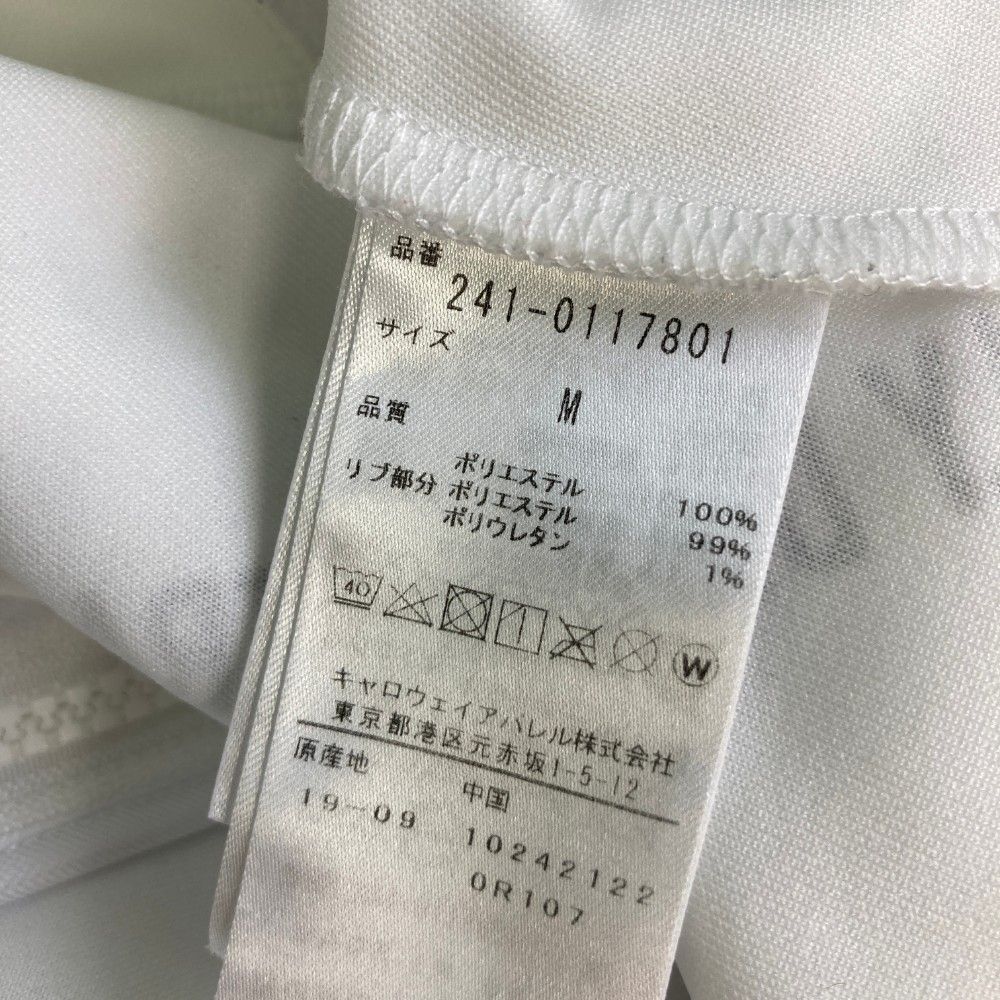 品番
241-0117801
サイズ
M
品質
ポリエステル 100%
リブ部分 ポリエステル 99%
ポリウレタン 1%
40
W
キャロウェイアパレル株式会社
東京都港区元赤坂1-5-12
原産地 中国
19-09 10242122
0R107